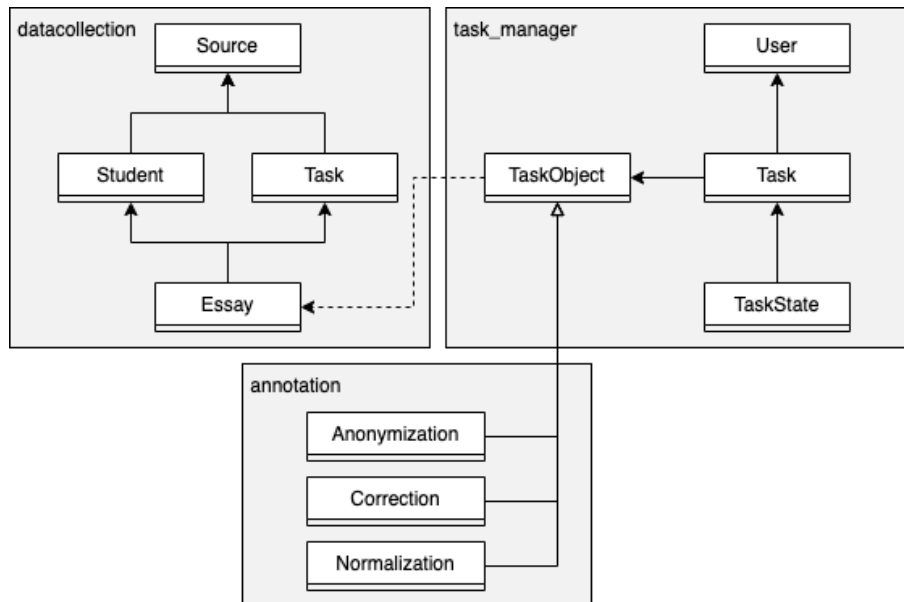 datacollection
Source
Student
Task
Essay
task_manager
User
TaskObject
Task
TaskState
annotation
Anonymization
Correction
Normalization